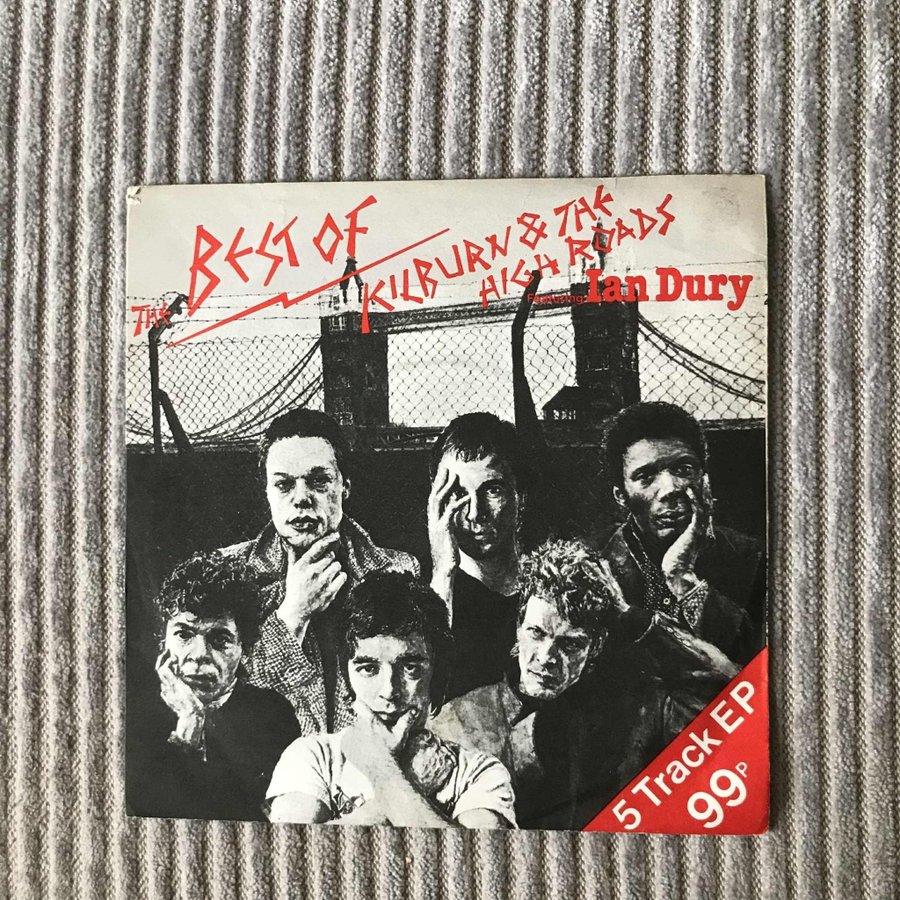 THE BEST OF
KILBURN & THE
HIGH ROADS
Featuring Ian Dury
5 Track EP
99P